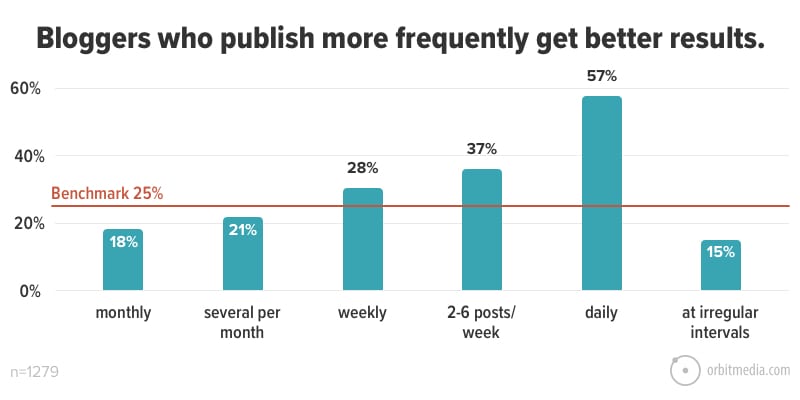 Bloggers who publish more frequently get better results.
60%
40%
20%
0%
Benchmark 25%
18%
21%
28%
37%
57%
15%
monthly
several per
month
weekly
2-6 posts/
week
daily
at irregular
intervals
n=1279
orbitmedia.com